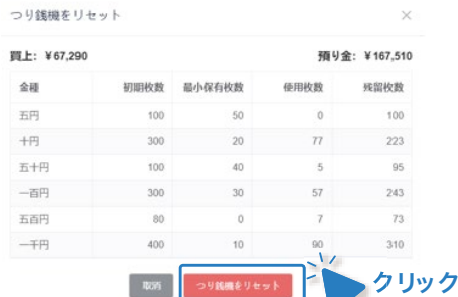 つり銭機をリセット ×
買上: ¥67,290 預り金: ¥167,510
金種 初期枚数 最小保有枚数 使用枚数 残留枚数
五円 100 50 0 100
十円 300 20 77 223
五十円 100 40 5 95
一百円 300 30 57 243
五百円 80 0 7 73
一千円 400 10 90 310
取消 つり銭機をリセット クリック